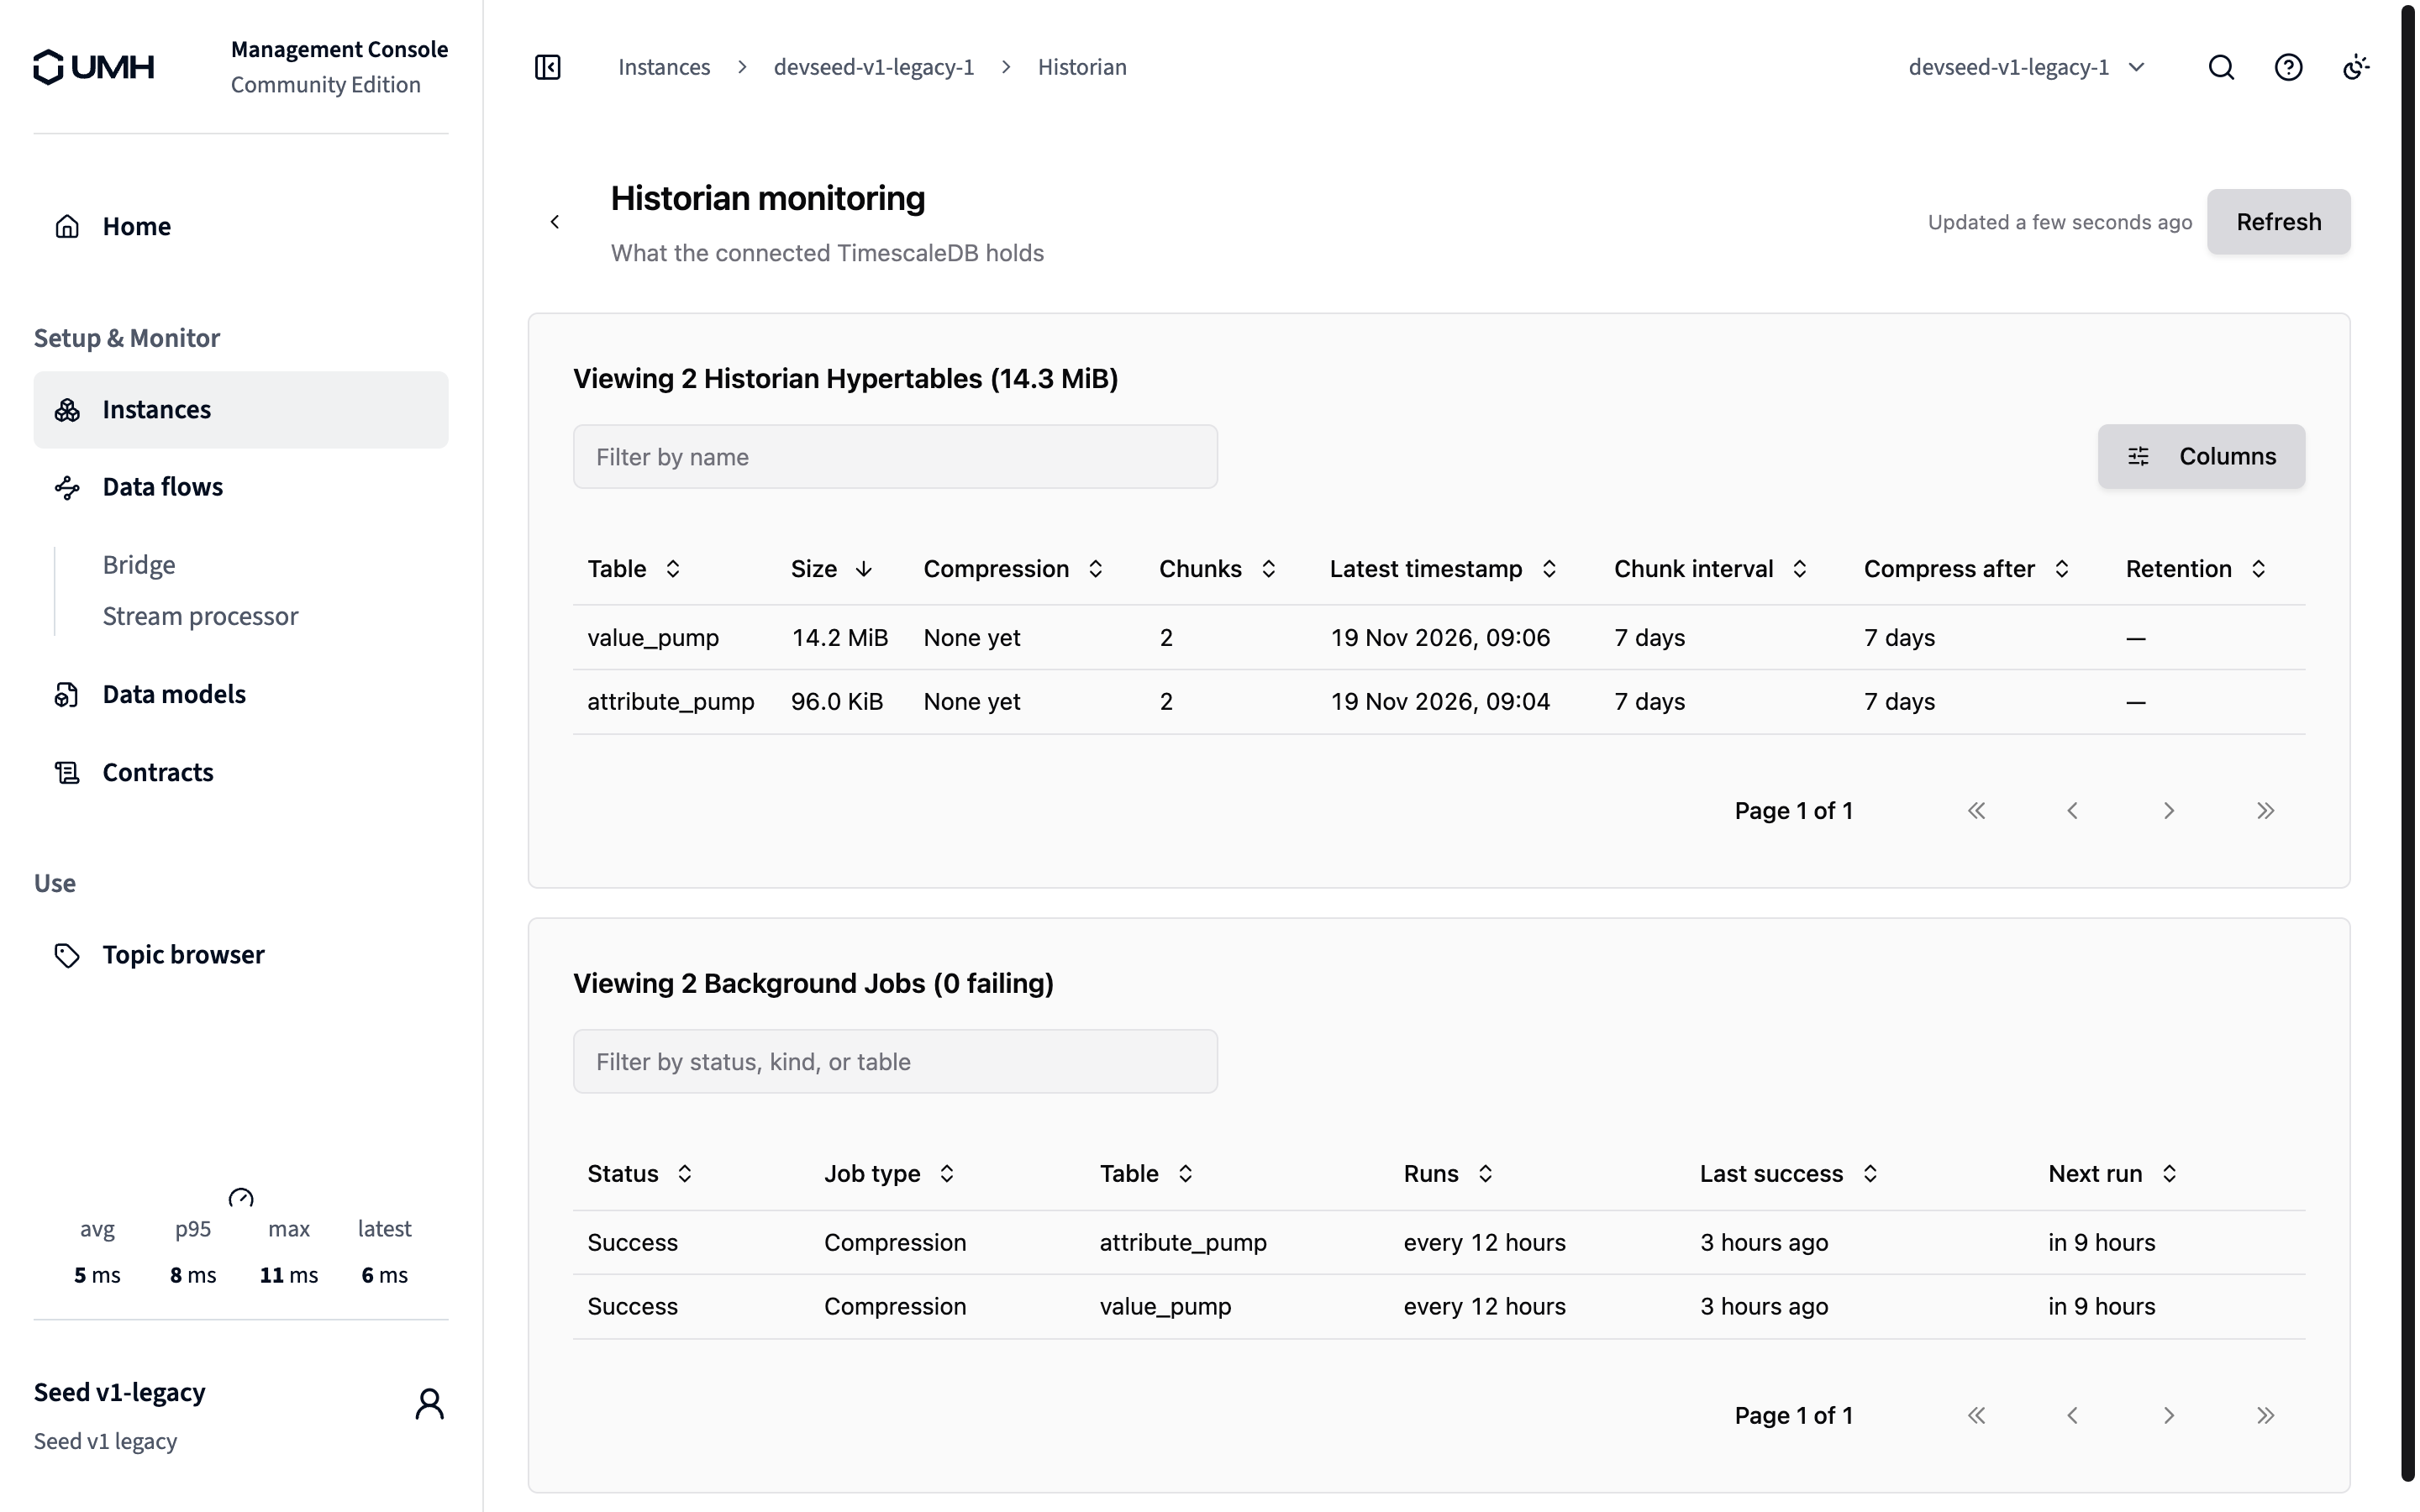 UMH
Management Console
Community Edition
Home
Setup & Monitor
Instances
Data flows
Bridge
Stream processor
Data models
Contracts
Use
Topic browser
avg p95 max latest
5 ms 8 ms 11 ms 6 ms
Seed v1-legacy
Seed v1 legacy
Instances > devseed-v1-legacy-1 > Historian
devseed-v1-legacy-1
Historian monitoring
What the connected TimescaleDB holds
Updated a few seconds ago
Refresh
Viewing 2 Historian Hypertables (14.3 MiB)
Filter by name
Columns
Table Size Compression Chunks Latest timestamp Chunk interval Compress after Retention
value_pump 14.2 MiB None yet 2 19 Nov 2026, 09:06 7 days 7 days —
attribute_pump 96.0 KiB None yet 2 19 Nov 2026, 09:04 7 days 7 days —
Page 1 of 1
Viewing 2 Background Jobs (0 failing)
Filter by status, kind, or table
Status Job type Table Runs Last success Next run
Success Compression attribute_pump every 12 hours 3 hours ago in 9 hours
Success Compression value_pump every 12 hours 3 hours ago in 9 hours
Page 1 of 1